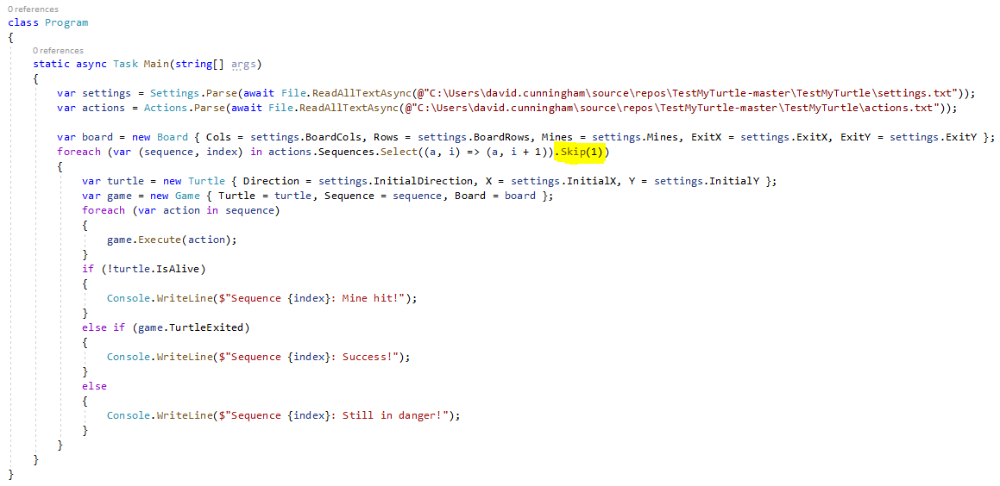 0 references
class Program
{
0 references
static async Task Main(string[] args)
{
var settings = Settings.Parse(await File.ReadAllTextAsync(@"C:\Users\david.cunningham\source\repos\TestMyTurtle-master\TestMyTurtle\settings.txt"));
var actions = Actions.Parse(await File.ReadAllTextAsync(@"C:\Users\david.cunningham\source\repos\TestMyTurtle-master\TestMyTurtle\actions.txt"));
var board = new Board { Cols = settings.BoardCols, Rows = settings.BoardRows, Mines = settings.Mines, ExitX = settings.ExitX, ExitY = settings.ExitY };
foreach (var (sequence, index) in actions.Sequences.Select((a, i) => (a, i + 1)).Skip(1))
{
var turtle = new Turtle { Direction = settings.InitialDirection, X = settings.InitialX, Y = settings.InitialY };
var game = new Game { Turtle = turtle, Sequence = sequence, Board = board };
foreach (var action in sequence)
{
game.Execute(action);
}
if (!turtle.IsAlive)
{
Console.WriteLine($"Sequence {index}: Mine hit!");
}
else if (game.TurtleExited)
{
Console.WriteLine($"Sequence {index}: Success!");
}
else
{
Console.WriteLine($"Sequence {index}: Still in danger!");
}
}
}
}